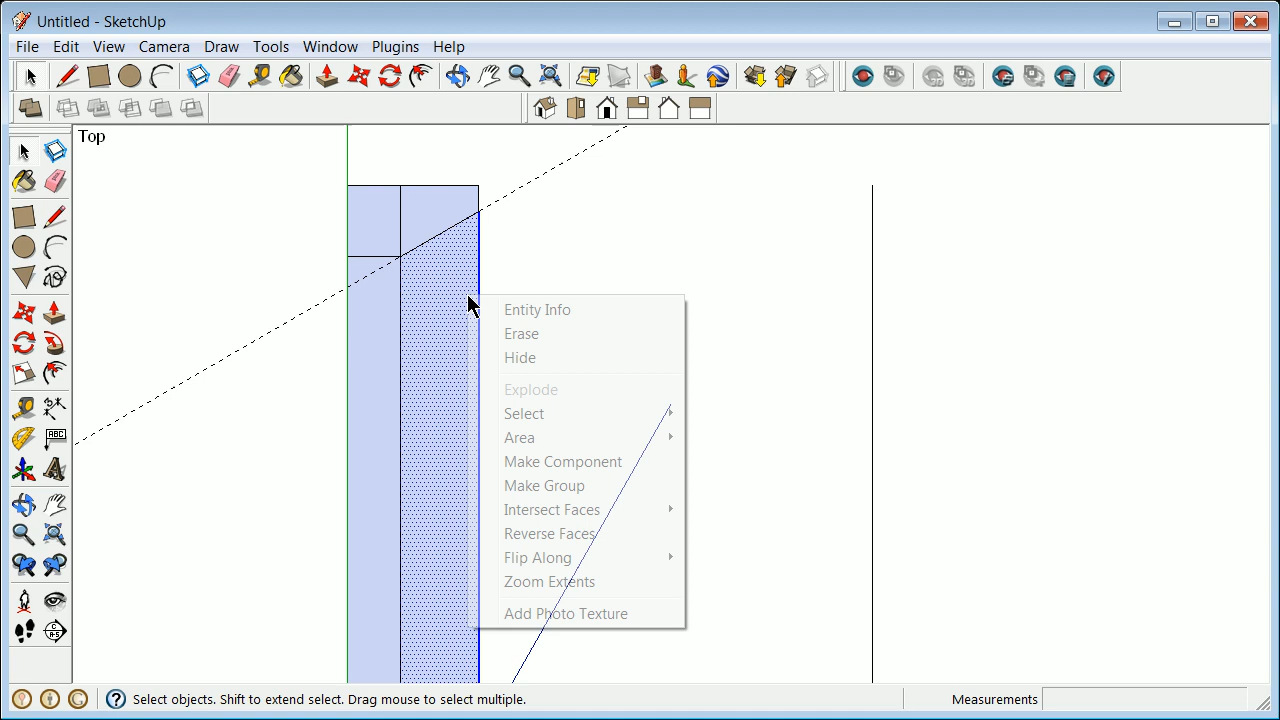 Untitled - SketchUp
File Edit View Camera Draw Tools Window Plugins Help
Top
Entity Info
Erase
Hide
Explode
Select
Area
Make Component
Make Group
Intersect Faces
Reverse Faces
Flip Along
Zoom Extents
Add Photo Texture
ABC
Select objects. Shift to extend select. Drag mouse to select multiple.
Measurements